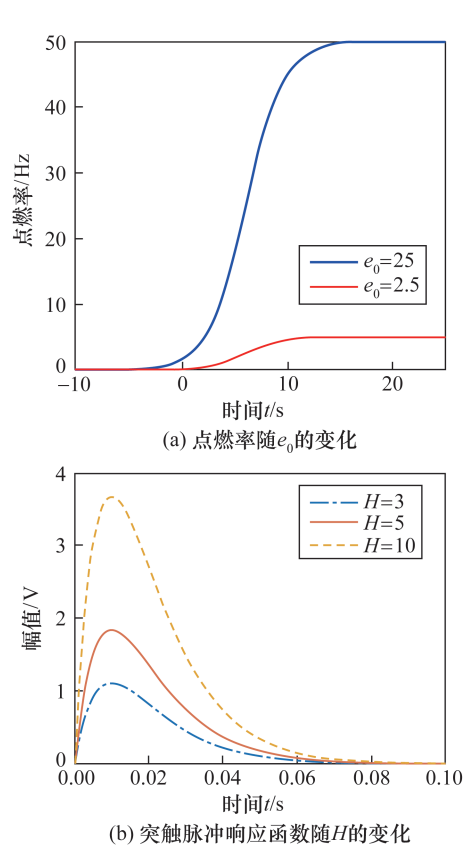 50
40
30
20
10
0
点燃率/Hz
e₀=25
e₀=2.5
−10
0
10
20
时间t/s
(a) 点燃率随e₀的变化
4
3
2
1
0
幅值/V
H=3
H=5
H=10
0.00
0.02
0.04
0.06
0.08
0.10
时间t/s
(b) 突触脉冲响应函数随H的变化